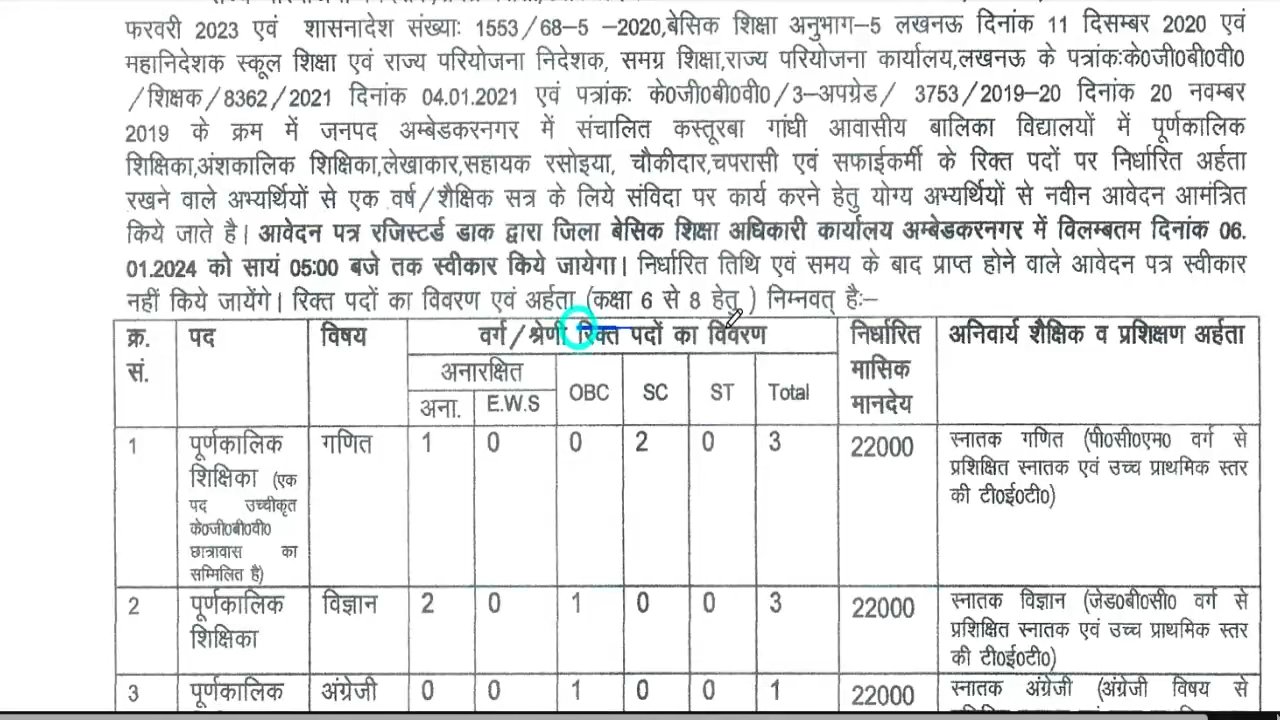 फरवरी 2023 एवं शासनादेश संख्याः 1553/68-5 -2020,बेसिक शिक्षा अनुभाग-5 लखनऊ दिनांक 11 दिसम्बर 2020 एवं
महानिदेशक स्कूल शिक्षा एवं राज्य परियोजना निदेशक, समग्र शिक्षा,राज्य परियोजना कार्यालय,लखनऊ के पत्रांक:के0जी0बी0वी0
/शिक्षक/8362/2021 दिनांक 04.01.2021 एवं पत्रांकः के0जी0बी0वी0/3-अपग्रेड/ 3753/2019-20 दिनांक 20 नवम्बर
2019 के क्रम में जनपद अम्बेडकरनगर में संचालित कस्तूरबा गांधी आवासीय बालिका विद्यालयों में पूर्णकालिक
शिक्षिका,अंशकालिक शिक्षिका,लेखाकार,सहायक रसोइया, चौकीदार,चपरासी एवं सफाईकर्मी के रिक्त पदों पर निर्धारित अर्हता
रखने वाले अभ्यर्थियों से एक वर्ष/शैक्षिक सत्र के लिये संविदा पर कार्य करने हेतु योग्य अभ्यर्थियों से नवीन आवेदन आमंत्रित
किये जाते है। आवेदन पत्र रजिस्टर्ड डाक द्वारा जिला बेसिक शिक्षा अधिकारी कार्यालय अम्बेडकरनगर में विलम्बतम दिनांक 06.
01.2024 को सायं 05:00 बजे तक स्वीकार किये जायेगा। निर्धारित तिथि एवं समय के बाद प्राप्त होने वाले आवेदन पत्र स्वीकार
नहीं किये जायेंगे। रिक्त पदों का विवरण एवं अर्हता (कक्षा 6 से 8 हेतु ) निम्नवत् हैः-
क्र. सं. पद विषय वर्ग/श्रेणी रिक्त पदों का विवरण निर्धारित मासिक मानदेय अनिवार्य शैक्षिक व प्रशिक्षण अर्हता
अनारक्षित OBC SC ST Total
अना. E.W.S
1 पूर्णकालिक गणित 1 0 0 2 0 3 22000 स्नातक गणित (पी0सी0एम0 वर्ग से
शिक्षिका (एक प्रशिक्षित स्नातक एवं उच्च प्राथमिक स्तर
पद उच्चीकृत की टी0ई0टी0)
के0जी0बी0वी0
छात्रावास का
सम्मिलित है)
2 पूर्णकालिक विज्ञान 2 0 1 0 0 3 22000 स्नातक विज्ञान (जेड0बी0सी0 वर्ग से
शिक्षिका प्रशिक्षित स्नातक एवं उच्च प्राथमिक स्तर
की टी0ई0टी0)
3 पूर्णकालिक अंग्रेजी 0 0 1 0 0 1 22000 स्नातक अंग्रेजी (अंग्रेजी विषय से